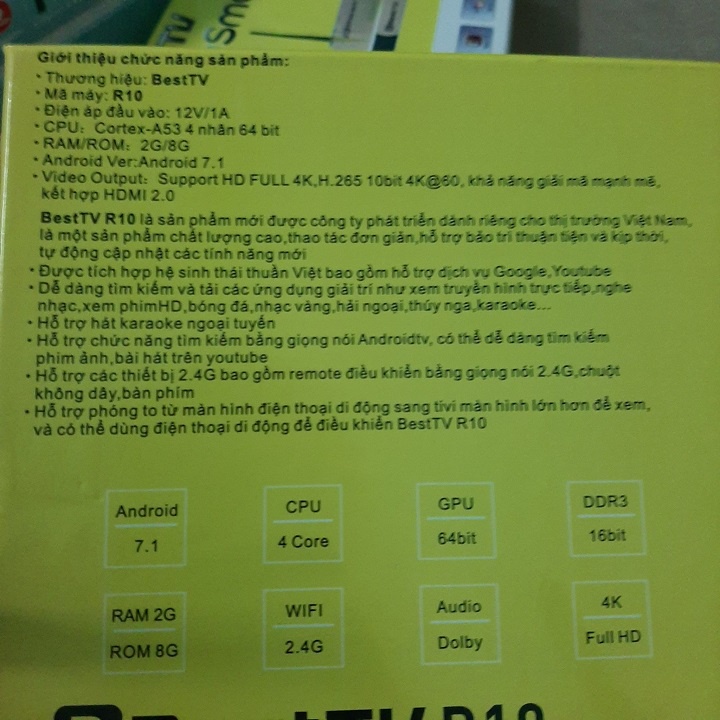 Giới thiệu chức năng sản phẩm:
• Thương hiệu: BestTV
• Mã máy: R10
• Điện áp đầu vào: 12V/1A
• CPU: Cortex-A53 4 nhân 64 bit
• RAM/ROM: 2G/8G
• Android Ver:Android 7.1
• Video Output: Support HD FULL 4K,H.265 10bit 4K@60, khả năng giải mã mạnh mẽ,
kết hợp HDMI 2.0
BestTV R10 là sản phẩm mới được công ty phát triển dành riêng cho thị trường Việt Nam,
là một sản phẩm chất lượng cao,thao tác đơn giản,hỗ trợ bảo trì thuận tiện và kịp thời,
tự động cập nhật các tính năng mới
• Được tích hợp hệ sinh thái thuần Việt bao gồm hỗ trợ dịch vụ Google,Youtube
• Dễ dàng tìm kiếm và tải các ứng dụng giải trí như xem truyền hình trực tiếp,nghe
nhạc,xem phimHD,bóng đá,nhạc vàng,hải ngoại,thúy nga,karaoke...
• Hỗ trợ hát karaoke ngoại tuyến
• Hỗ trợ chức năng tìm kiếm bằng giọng nói Androidtv, có thể dễ dàng tìm kiếm
phim ảnh,bài hát trên youtube
• Hỗ trợ các thiết bị 2.4G bao gồm remote điều khiển bằng giọng nói 2.4G,chuột
không dây,bàn phím
• Hỗ trợ phóng to từ màn hình điện thoại di động sang tivi màn hình lớn hơn để xem,
và có thể dùng điện thoại di động để điều khiển BestTV R10
Android CPU GPU DDR3
7.1 4 Core 64bit 16bit
RAM 2G WIFI Audio 4K
ROM 8G 2.4G Dolby Full HD